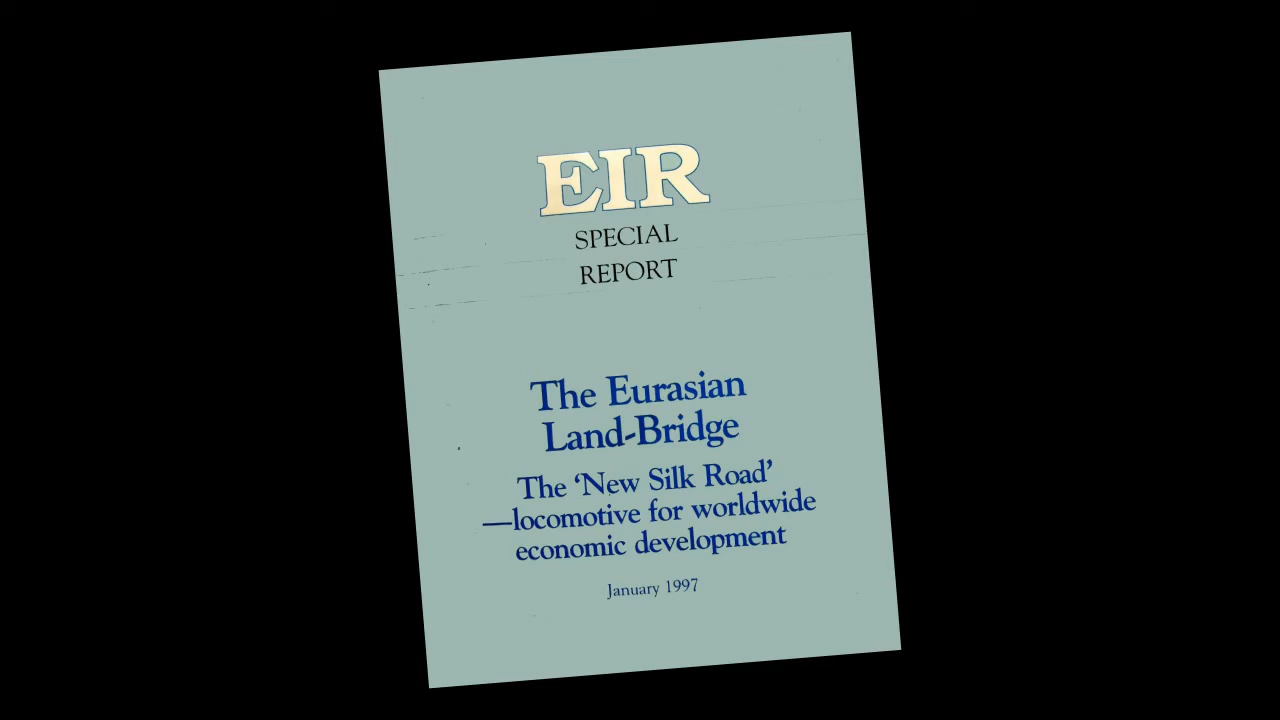 EIR
SPECIAL
REPORT
The Eurasian
Land-Bridge
The ‘New Silk Road’
—locomotive for worldwide
economic development
January 1997